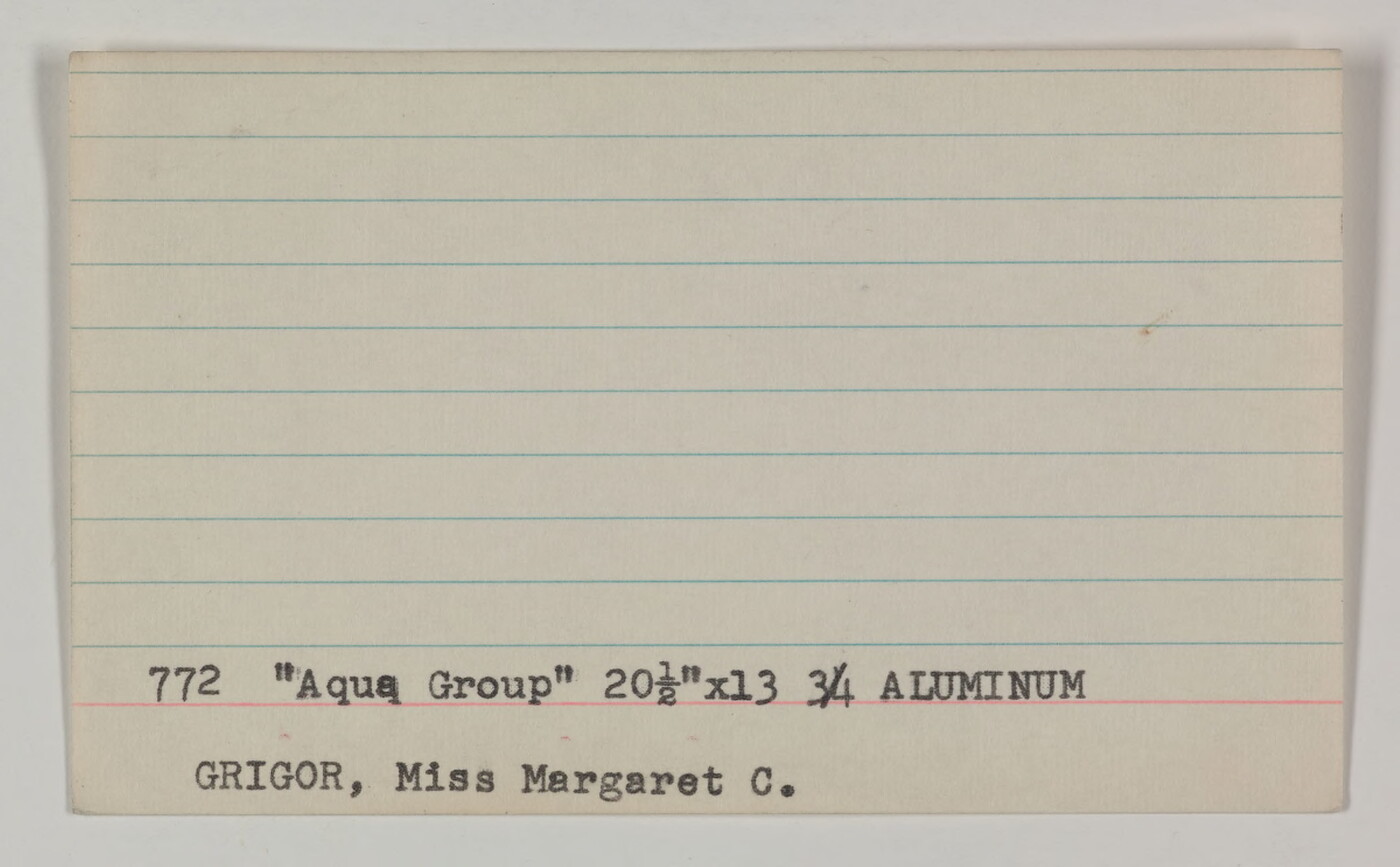 772 "Aqua Group" 20½"x13 3/4 ALUMINUM
GRIGOR, Miss Margaret C.